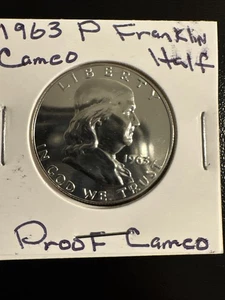 1963 P Franklin
Cameo Half
LIBERTY
1963
IN GOD WE TRUST
Proof Cameo